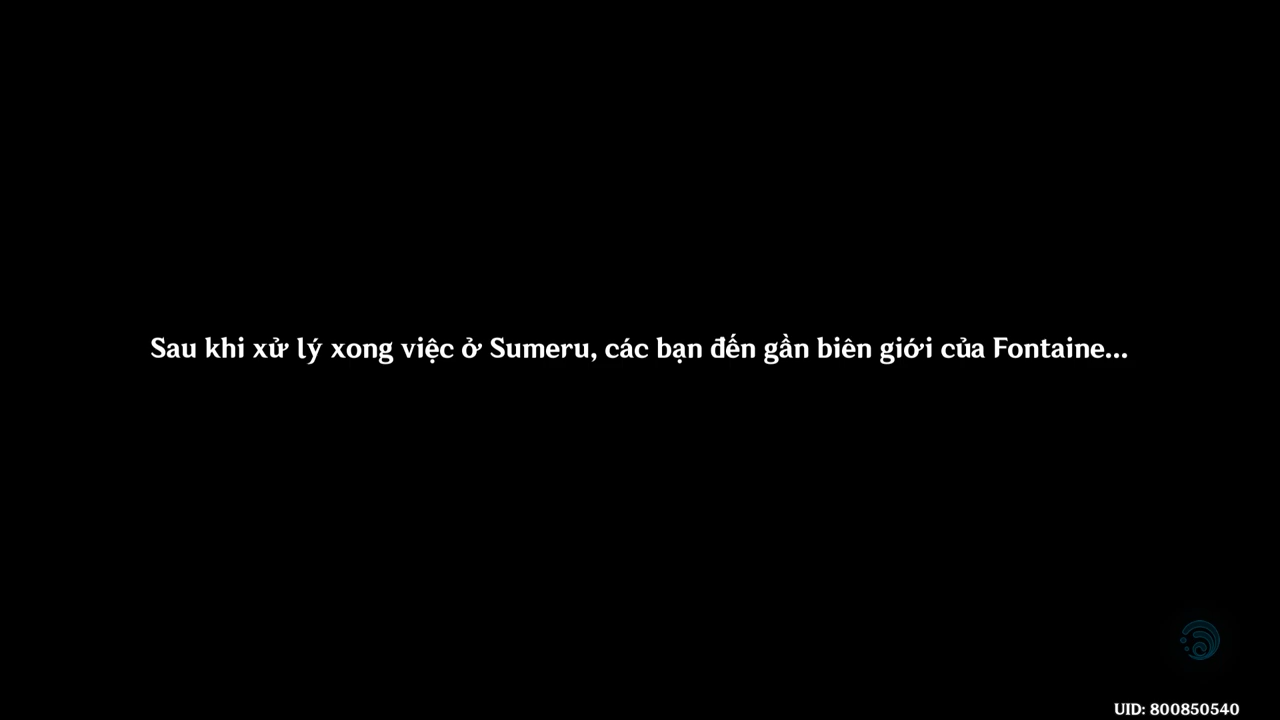 Sau khi xử lý xong việc ở Sumeru, các bạn đến gần biên giới của Fontaine...
UID: 800850540